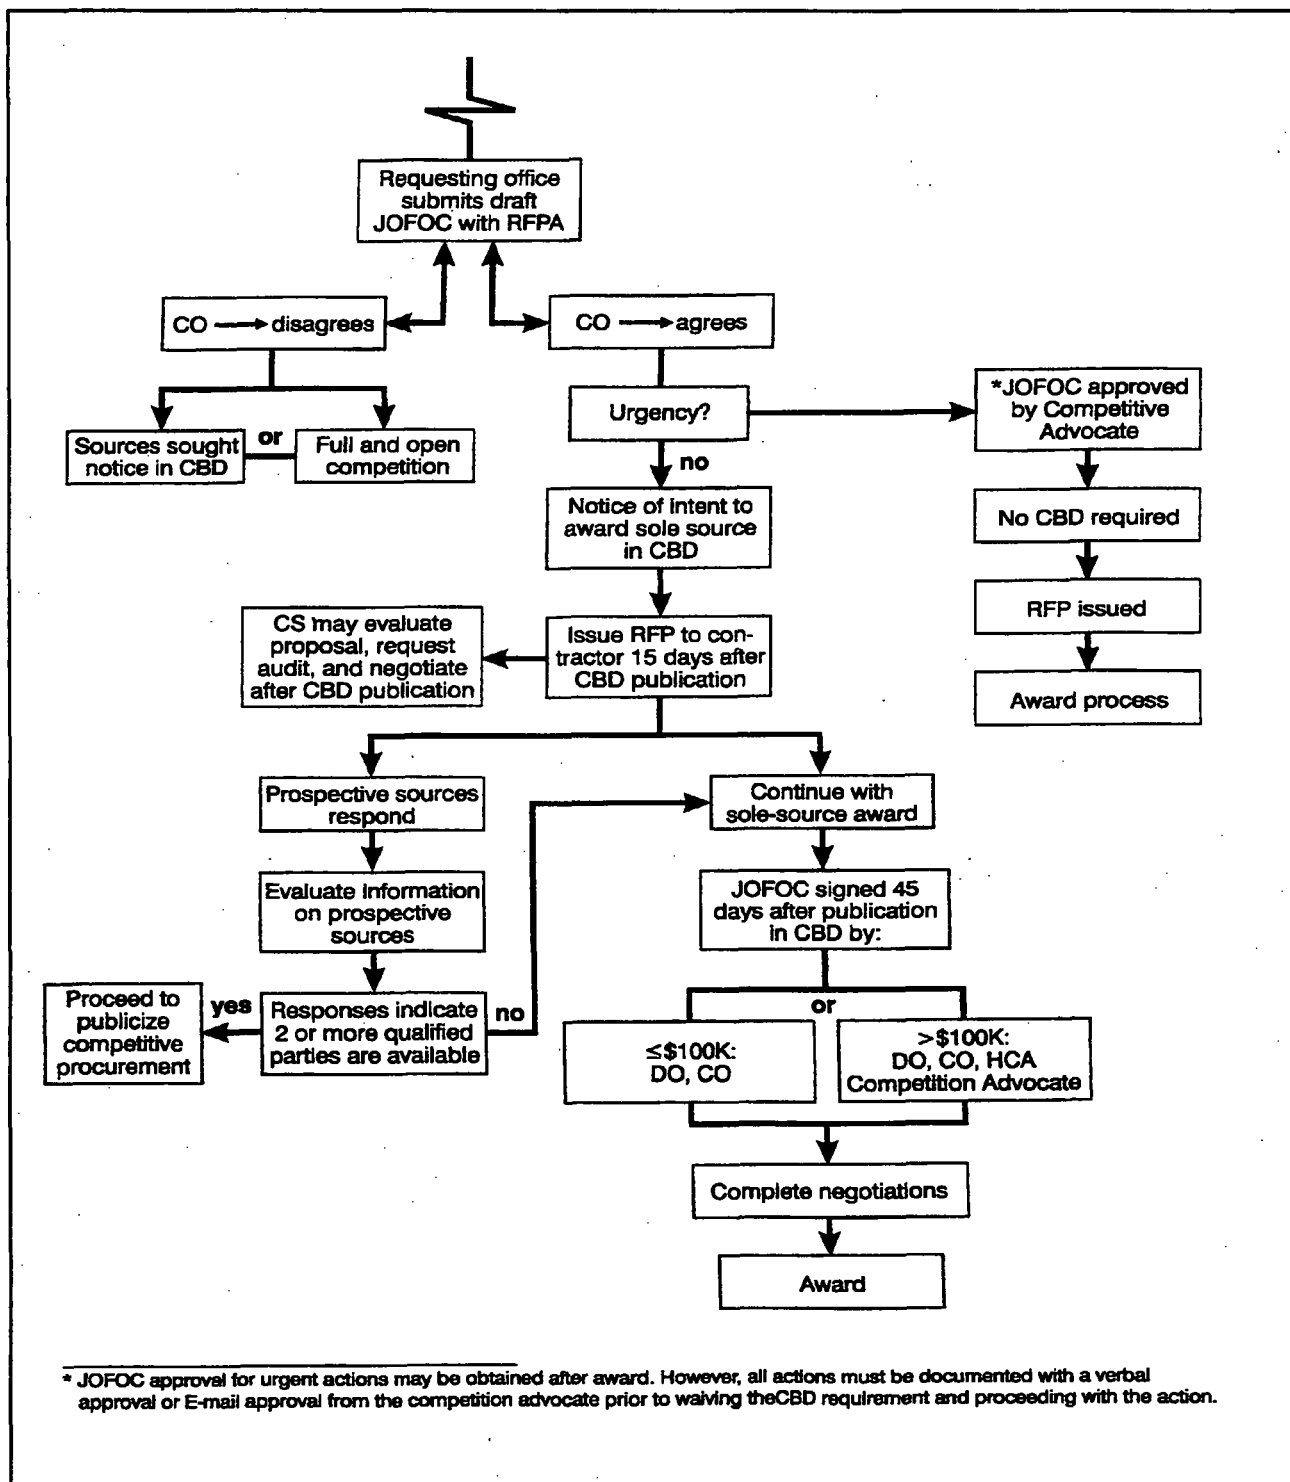 Requesting office
submits draft
JOFOC with RFPA
CO → disagrees
CO → agrees
Sources sought
notice in CBD
or
Full and open
competition
Urgency?
*JOFOC approved
by Competitive
Advocate
no
Notice of intent to
award sole source
in CBD
No CBD required
RFP issued
Award process
CS may evaluate
proposal, request
audit, and negotiate
after CBD publication
Issue RFP to con-
tractor 15 days after
CBD publication
Prospective sources
respond
Continue with
sole-source award
Evaluate information
on prospective
sources
JOFOC signed 45
days after publication
in CBD by:
Proceed to
publicize
competitive
procurement
yes
Responses indicate
2 or more qualified
parties are available
no
or
≤$100K:
DO, CO
>$100K:
DO, CO, HCA
Competition Advocate
Complete negotiations
Award
* JOFOC approval for urgent actions may be obtained after award. However, all actions must be documented with a verbal
approval or E-mail approval from the competition advocate prior to waiving theCBD requirement and proceeding with the action.